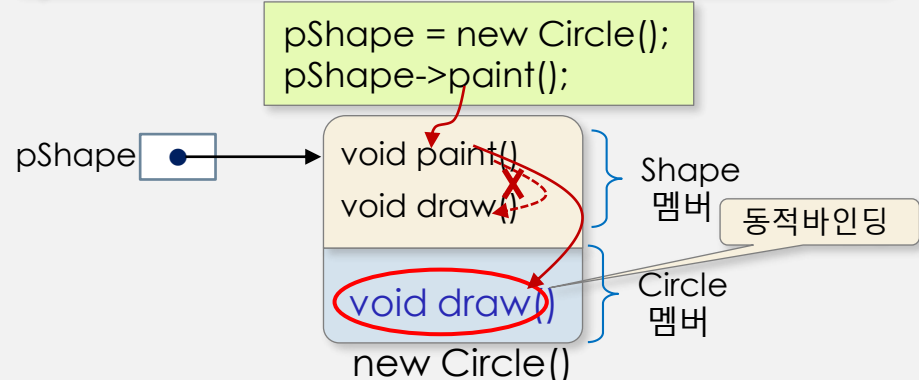 pShape = new Circle();
pShape->paint();
pShape
void paint()
void draw()
Shape
멤버
동적바인딩
void draw()
Circle
멤버
new Circle()